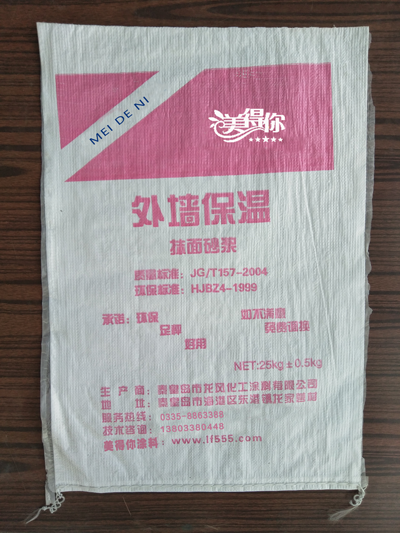 MEI DE NI
美得你
外墙保温
抹面砂浆
质量标准：JG/T157-2004
环保标准：HJBZ4-1999
承诺：环保 如不满意
足秤 免费调换
好用
NET:25kg±0.5kg
生产商：秦皇岛市龙凤化工涂料有限公司
地址：秦皇岛市海港区东港镇龙家营
服务热线：0335-8863388
技术咨询：13803380448
美得你涂料：www.lf555.com